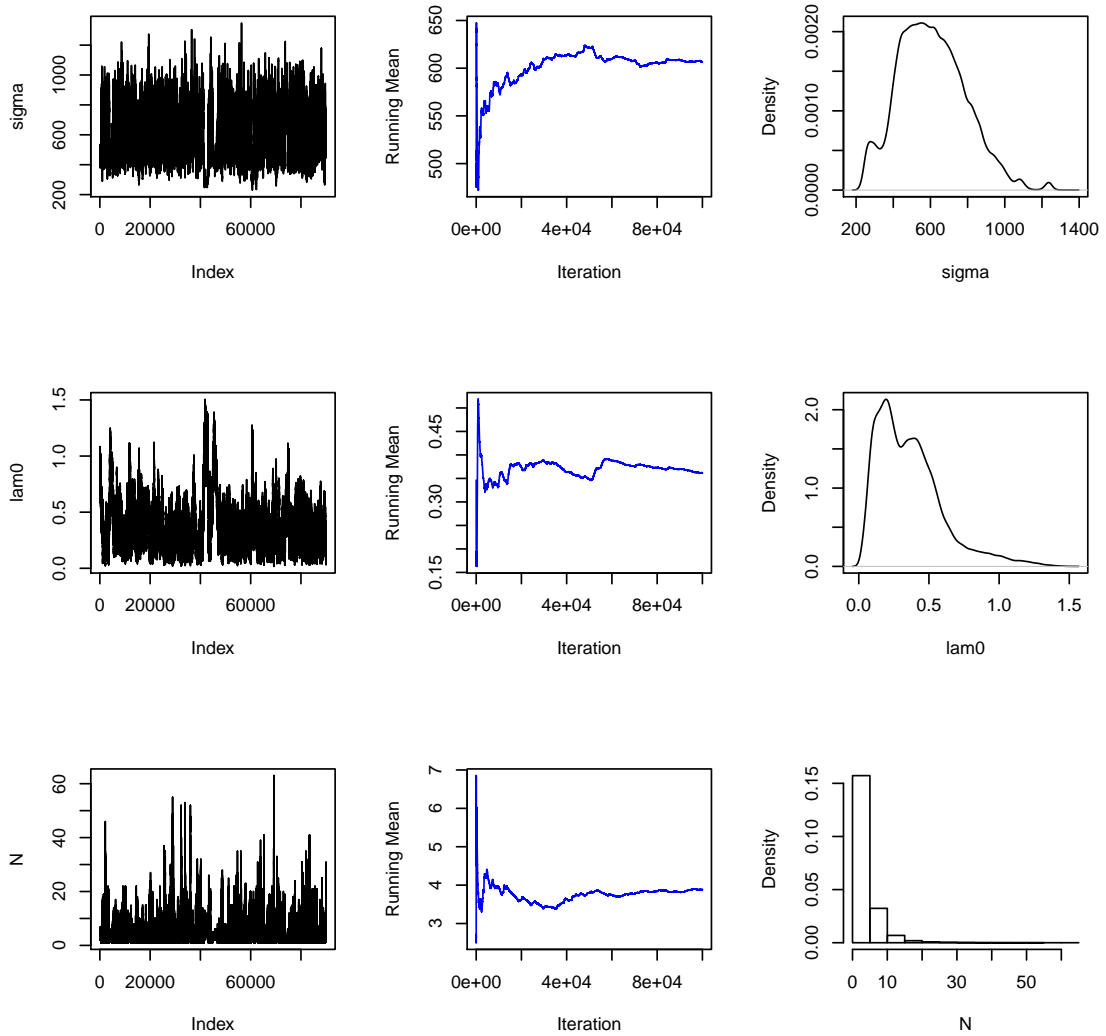 sigma
200
600
1000
0
20000
60000
Index
Running Mean
500
550
600
650
0e+00
4e+04
8e+04
Iteration
Density
0.0000
0.0010
0.0020
200
600
1000
1400
sigma
lam0
0.0
0.5
1.0
1.5
0
20000
60000
Index
Running Mean
0.15
0.30
0.45
0e+00
4e+04
8e+04
Iteration
Density
0.0
1.0
2.0
0.0
0.5
1.0
1.5
lam0
N
0
20
40
60
0
20000
60000
Index
Running Mean
3
4
5
6
7
0e+00
4e+04
8e+04
Iteration
Density
0.00
0.05
0.10
0.15
0
10
30
50
N